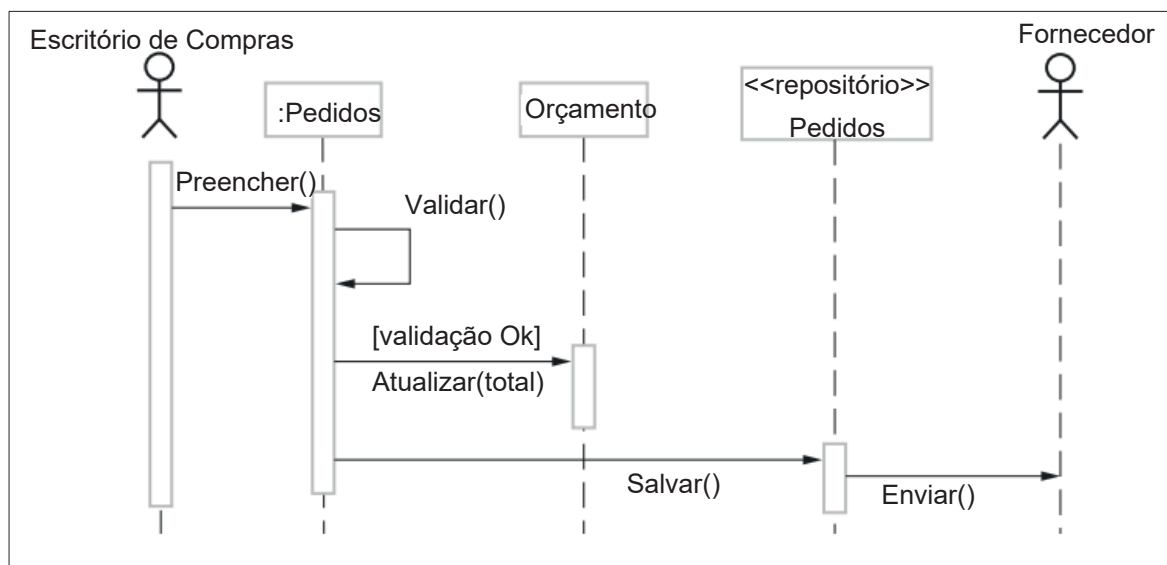 Escritório de Compras
Fornecedor
:Pedidos
Orçamento
<<repositório>>
Pedidos
Preencher()
Validar()
[validação Ok]
Atualizar(total)
Salvar()
Enviar()